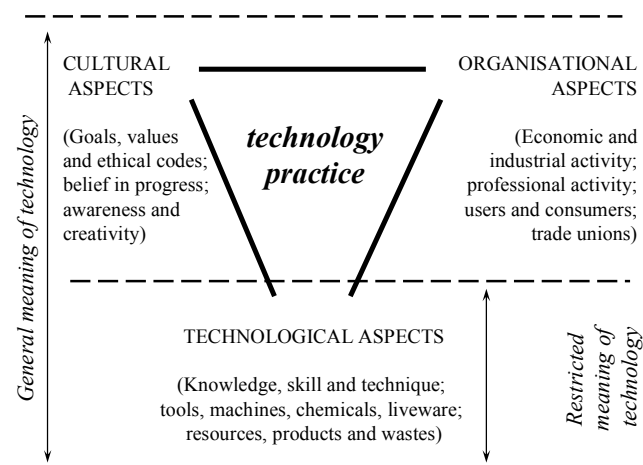 CULTURAL
ASPECTS
(Goals, values
and ethical codes;
belief in progress;
awareness and
creativity)
technology
practice
ORGANISATIONAL
ASPECTS
(Economic and
industrial activity;
professional activity;
users and consumers;
trade unions)
General meaning of technology
TECHNOLOGICAL ASPECTS
(Knowledge, skill and technique;
tools, machines, chemicals, liveware;
resources, products and wastes)
Restricted
meaning of
technology